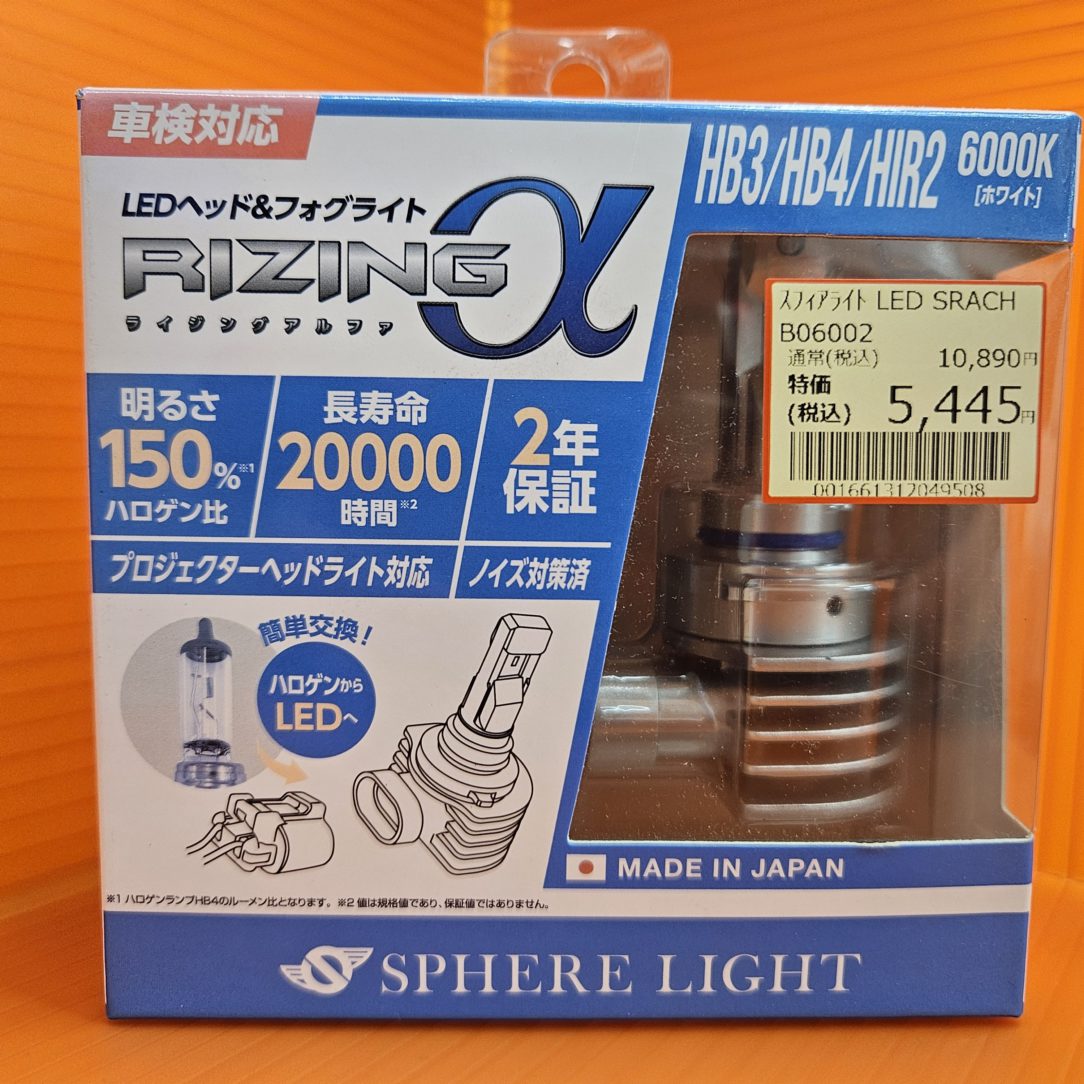 車検対応
LEDヘッド&フォグライト
RIZINGα
ライジングアルファ
HB3/HB4/HIR2
6000K
[ホワイト]
スフィアライト LED SRACH
B06002
通常(税込) 10,890円
特価
(税込) 5,445円
001661312049508
明るさ
150%※1
ハロゲン比
長寿命
20000
時間※2
2年
保証
プロジェクターヘッドライト対応
ノイズ対策済
簡単交換!
ハロゲンから
LEDへ
MADE IN JAPAN
※1 ハロゲンランプHB4のルーメン比となります。※2 値は規格値であり、保証値ではありません。
SPHERE LIGHT